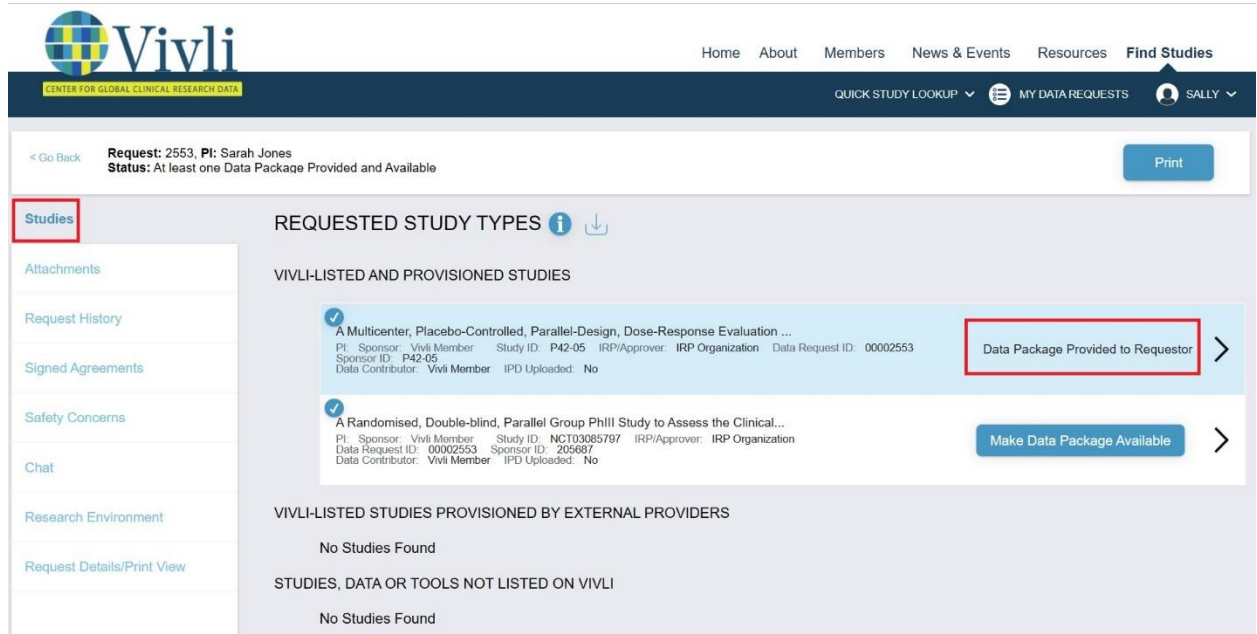 Vivli
CENTER FOR GLOBAL CLINICAL RESEARCH DATA
Home About Members News & Events Resources Find Studies
QUICK STUDY LOOKUP MY DATA REQUESTS SALLY
< Go Back
Request: 2553, PI: Sarah Jones
Status: At least one Data Package Provided and Available
Print
Studies
Attachments
Request History
Signed Agreements
Safety Concerns
Chat
Research Environment
Request Details/Print View
REQUESTED STUDY TYPES i
VIVLI-LISTED AND PROVISIONED STUDIES
A Multicenter, Placebo-Controlled, Parallel-Design, Dose-Response Evaluation ...
PI: Sponsor: Vivli Member Study ID: P42-05 IRP/Approver: IRP Organization Data Request ID: 00002553
Sponsor ID: P42-05
Data Contributor: Vivli Member IPD Uploaded: No
Data Package Provided to Requestor
A Randomised, Double-blind, Parallel Group PhIII Study to Assess the Clinical...
PI: Sponsor: Vivli Member Study ID: NCT03085797 IRP/Approver: IRP Organization
Data Request ID: 00002553 Sponsor ID: 205687
Data Contributor: Vivli Member IPD Uploaded: No
Make Data Package Available
VIVLI-LISTED STUDIES PROVISIONED BY EXTERNAL PROVIDERS
No Studies Found
STUDIES, DATA OR TOOLS NOT LISTED ON VIVLI
No Studies Found